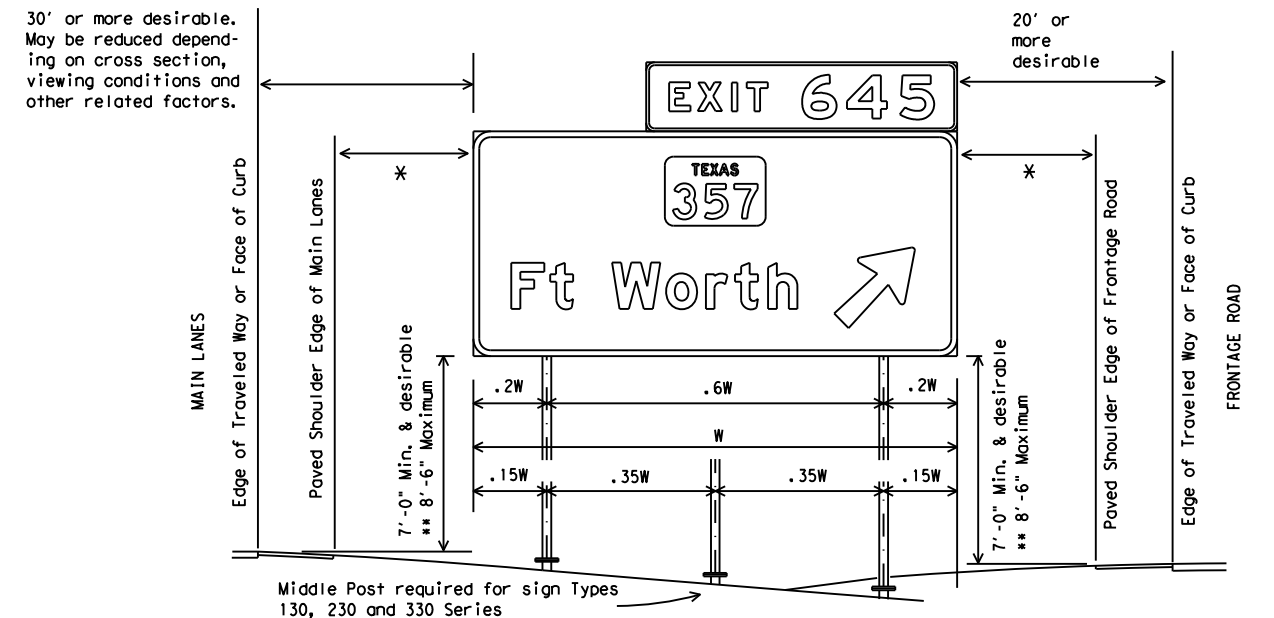 30' or more desirable.
May be reduced depend-
ing on cross section,
viewing conditions and
other related factors.
20' or
more
desirable
EXIT 645
*
*
TEXAS
357
Ft Worth
MAIN LANES
Edge of Traveled Way or Face of Curb
Paved Shoulder Edge of Main Lanes
7'-0" Min. & desirable
** 8'-6" Maximum
.2W
.6W
.2W
W
.15W
.35W
.35W
.15W
7'-0" Min. & desirable
** 8'-6" Maximum
Paved Shoulder Edge of Frontage Road
Edge of Traveled Way or Face of Curb
FRONTAGE ROAD
Middle Post required for sign Types
130, 230 and 330 Series